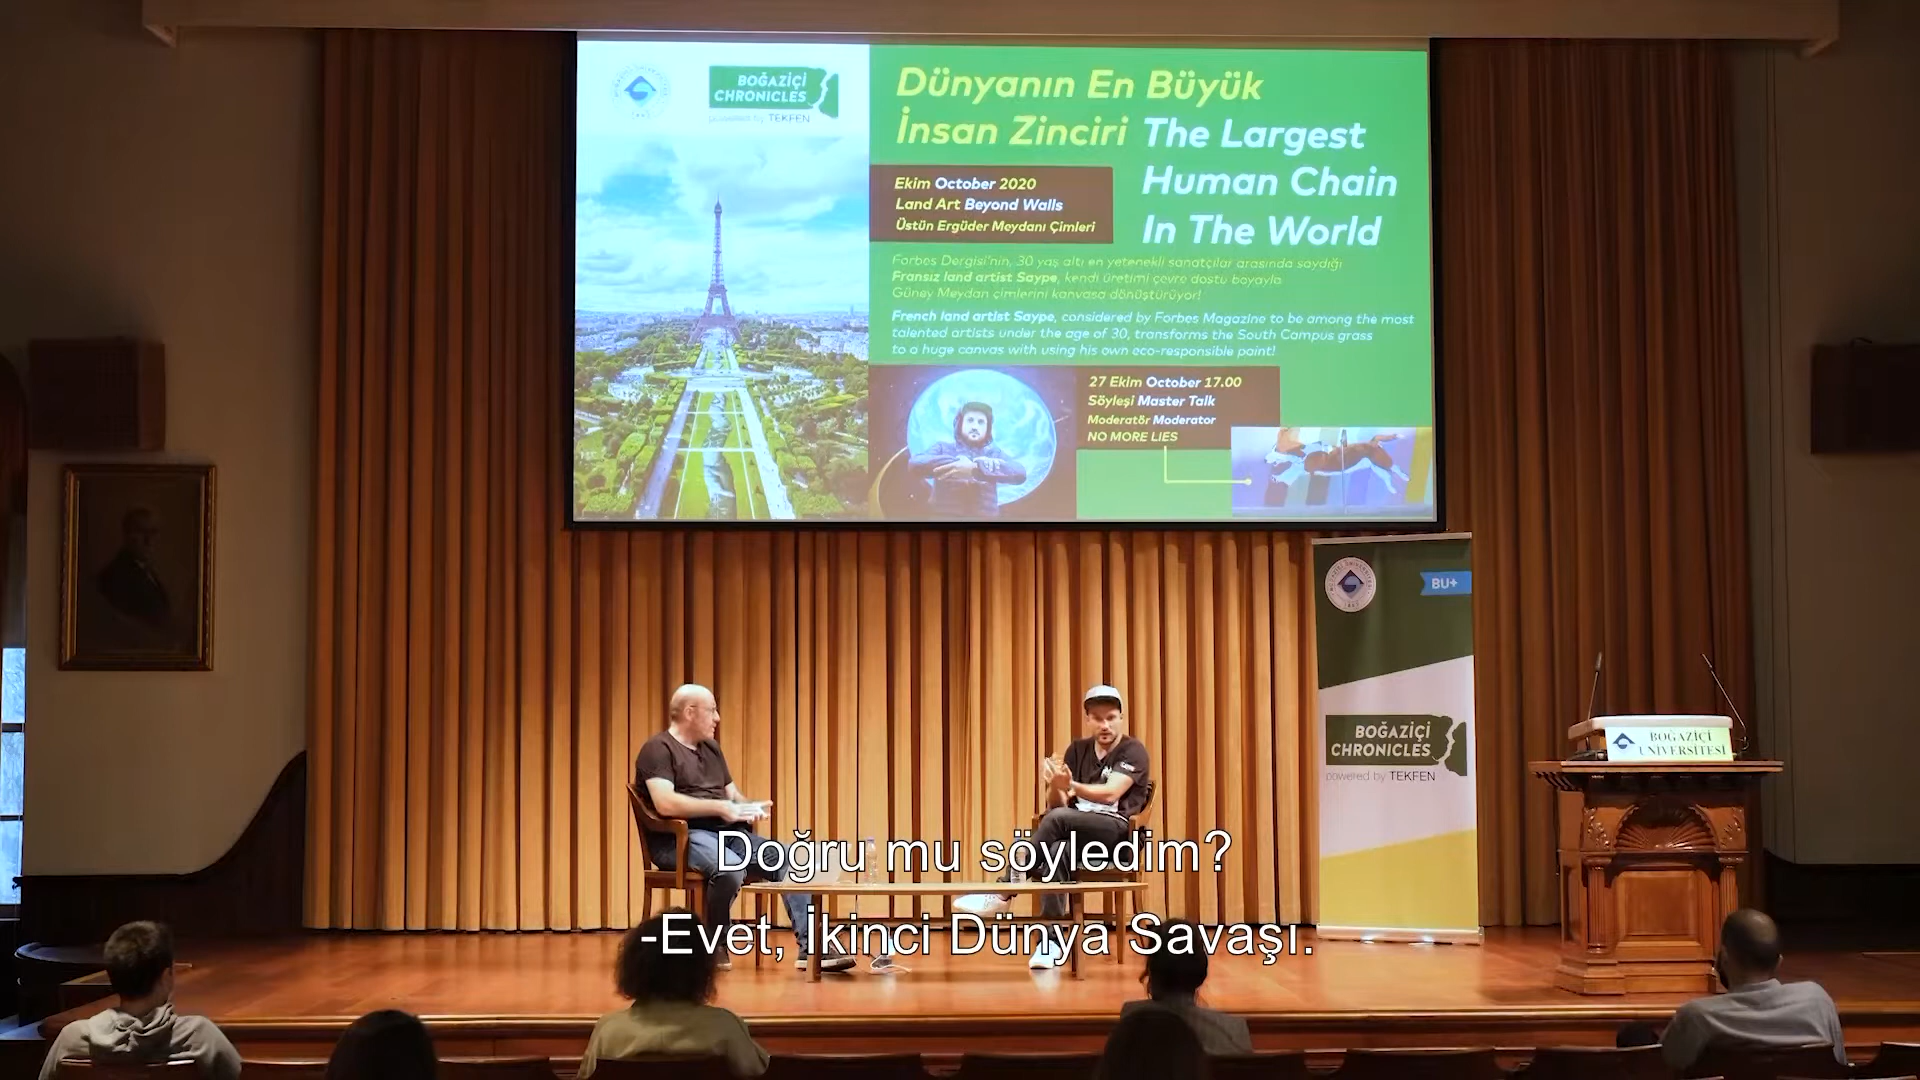 BOĞAZİÇİ
CHRONICLES
powered by TEKFEN
Dünyanın En Büyük
İnsan Zinciri The Largest
Human Chain
In The World
Ekim October 2020
Land Art Beyond Walls
Üstün Ergüder Meydanı Çimleri
Forbes Dergisi'nin, 30 yaş altı en yetenekli sanatçılar arasında saydığı
Fransız land artist Saype, kendi üretimi çevre dostu boyayla
Güney Meydan çimlerini kanvasa dönüştürüyor!
French land artist Saype, considered by Forbes Magazine to be among the most
talented artists under the age of 30, transforms the South Campus grass
to a huge canvas with using his own eco-responsible paint!
27 Ekim October 17.00
Söyleşi Master Talk
Moderatör Moderator
NO MORE LIES
BU+
BOĞAZİÇİ
CHRONICLES
powered by TEKFEN
BOĞAZİÇİ
ÜNİVERSİTESİ
Doğru mu söyledim?
-Evet, İkinci Dünya Savaşı.